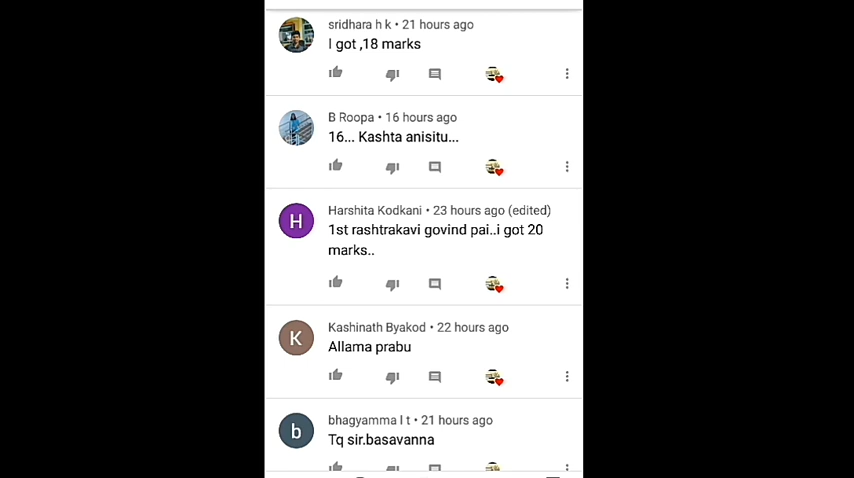 sridhara h k • 21 hours ago
I got ,18 marks
B Roopa • 16 hours ago
16... Kashta anisitu...
H
Harshita Kodkani • 23 hours ago (edited)
1st rashtrakavi govind pai..i got 20
marks..
K
Kashinath Byakod • 22 hours ago
Allama prabu
b
bhagyamma l t • 21 hours ago
Tq sir.basavanna